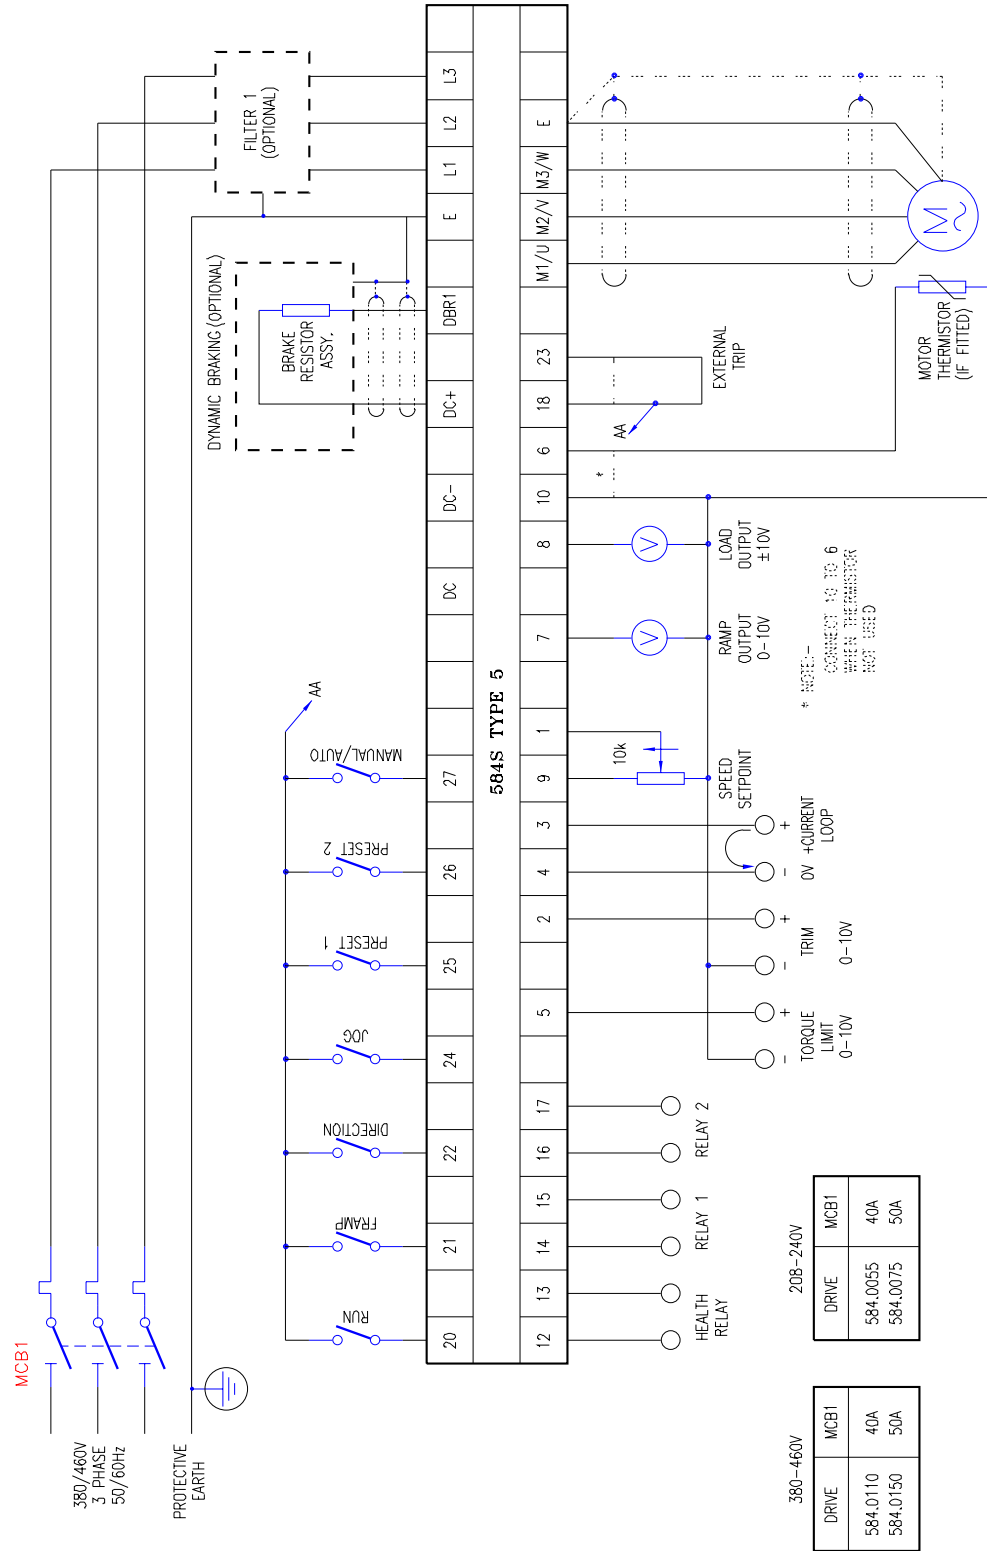 MCB1
380/460V
3 PHASE
50/60Hz
PROTECTIVE
EARTH
FILTER 1
(OPTIONAL)
DYNAMIC BRAKING (OPTIONAL)
BRAKE
RESISTOR
ASSY.
AA
RUN
FRAMP
DIRECTION
JOG
PRESET 1
PRESET 2
MANUAL/AUTO
20
21
22
24
25
26
27
DC
DC-
DC+
DBR1
E
L1
L2
L3
584S TYPE 5
12
13
14
15
16
17
5
2
4
3
9
1
7
8
10
6
18
23
M1/U
M2/V
M3/W
E
HEALTH
RELAY
RELAY 1
RELAY 2
-
+
TORQUE
LIMIT
0-10V
-
+
TRIM
0-10V
-
+
0V +CURRENT
LOOP
10k
SPEED
SETPOINT
V
RAMP
OUTPUT
0-10V
V
LOAD
OUTPUT
±10V
*
AA
EXTERNAL
TRIP
M
MOTOR
THERMISTOR
(IF FITTED)
* NOTE:-
CONNECT 10 TO 6
WHEN THERMISTOR
NOT USED
380-460V
DRIVE MCB1
584.0110 40A
584.0150 50A
208-240V
DRIVE MCB1
584.0055 40A
584.0075 50A